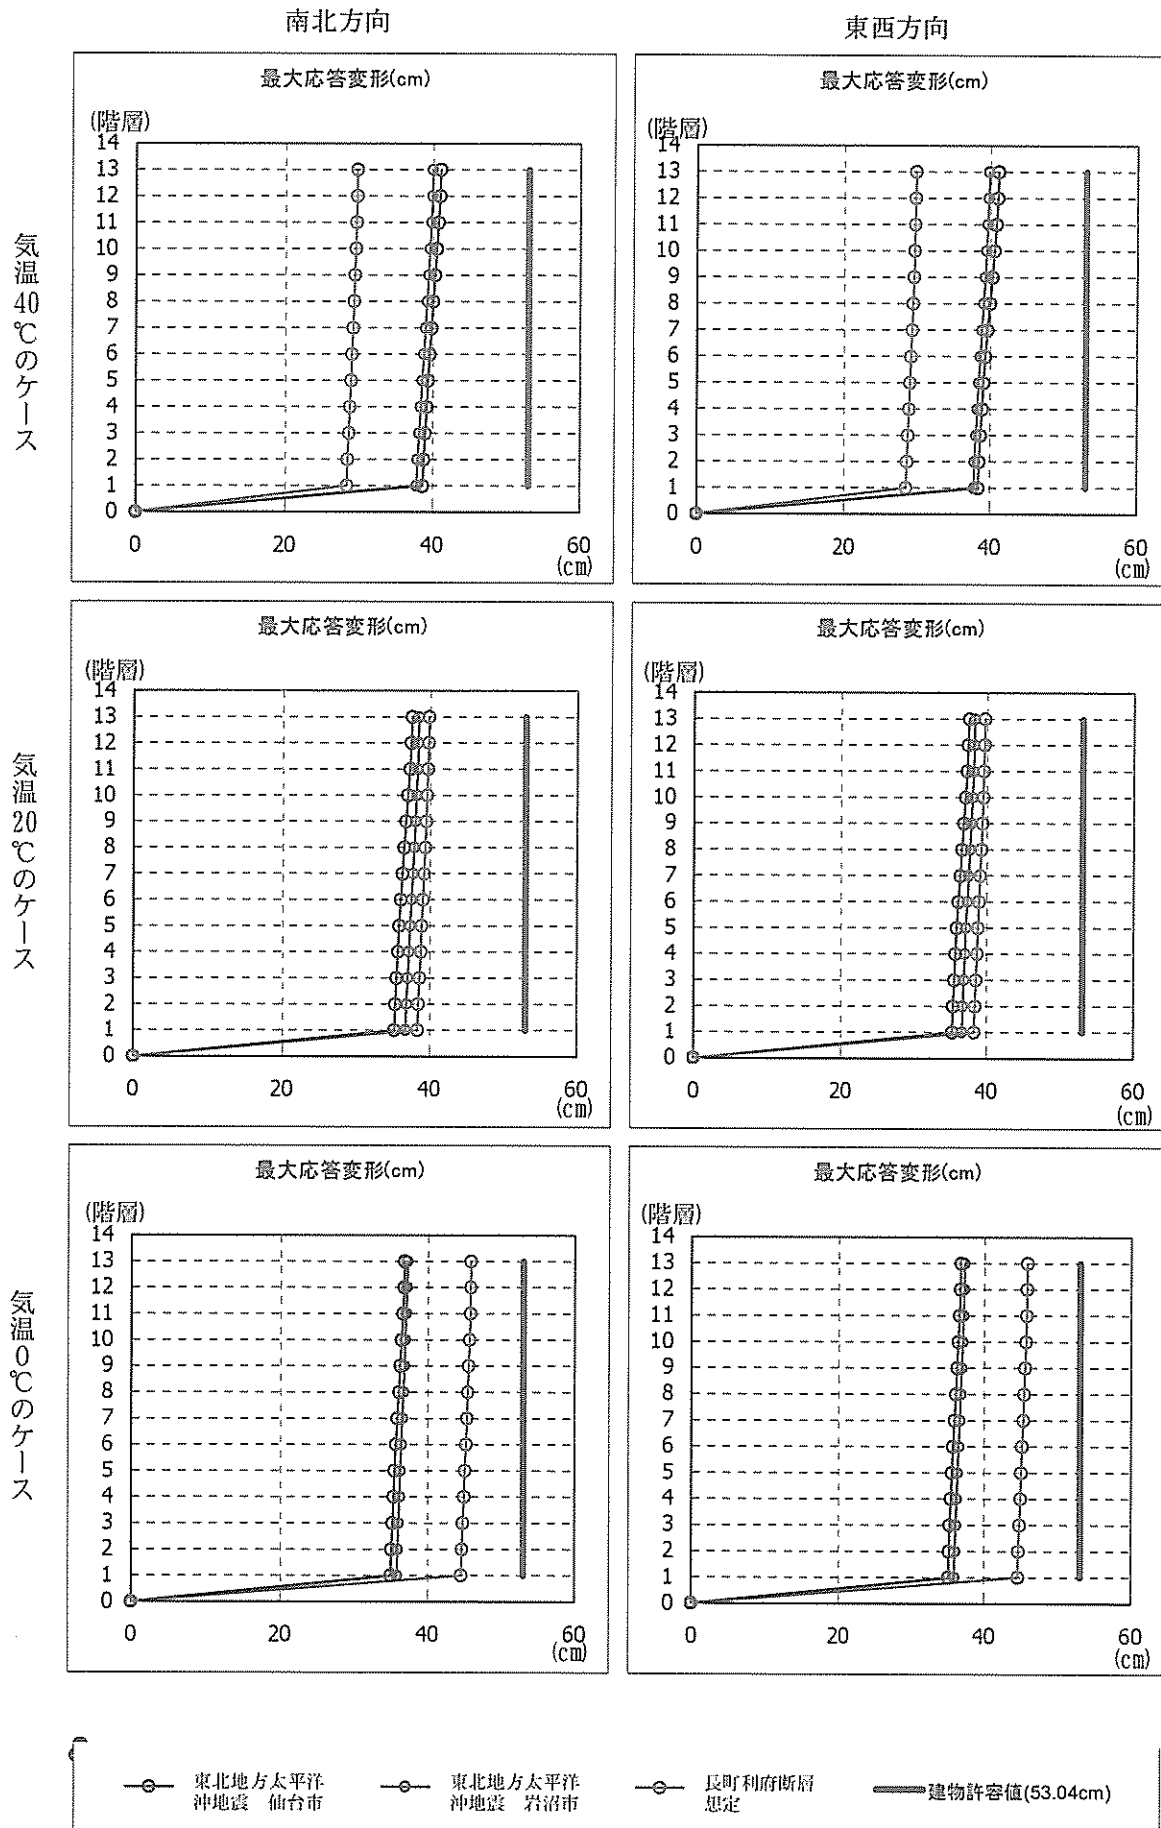 南北方向
東西方向
気温40℃のケース
最大応答変形(cm)
(階層)
14
13
12
11
10
9
8
7
6
5
4
3
2
1
0
0 20 40 60
(cm)
最大応答変形(cm)
(階層)
14
13
12
11
10
9
8
7
6
5
4
3
2
1
0
0 20 40 60
(cm)
気温20℃のケース
最大応答変形(cm)
(階層)
14
13
12
11
10
9
8
7
6
5
4
3
2
1
0
0 20 40 60
(cm)
最大応答変形(cm)
(階層)
14
13
12
11
10
9
8
7
6
5
4
3
2
1
0
0 20 40 60
(cm)
気温0℃のケース
最大応答変形(cm)
(階層)
14
13
12
11
10
9
8
7
6
5
4
3
2
1
0
0 20 40 60
(cm)
最大応答変形(cm)
(階層)
14
13
12
11
10
9
8
7
6
5
4
3
2
1
0
0 20 40 60
(cm)
東北地方太平洋
沖地震 仙台市
東北地方太平洋
沖地震 岩沼市
長町利府断層
想定
建物許容値(53.04cm)